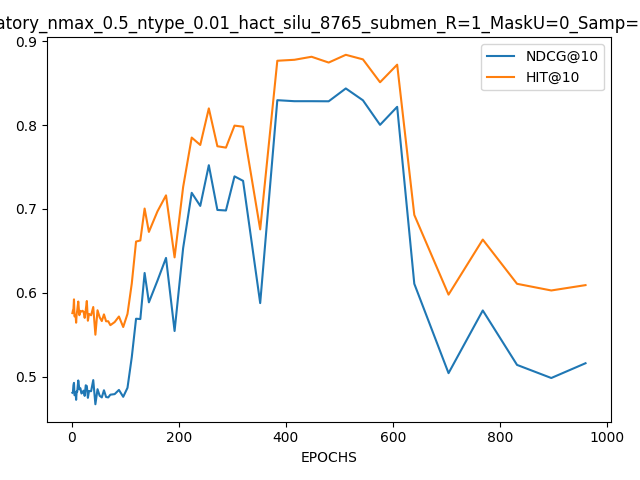 atory_nmax_0.5_ntype_0.01_hact_silu_8765_submen_R=1_MaskU=0_Samp=
NDCG@10
HIT@10
0.9
0.8
0.7
0.6
0.5
0 200 400 600 800 1000
EPOCHS